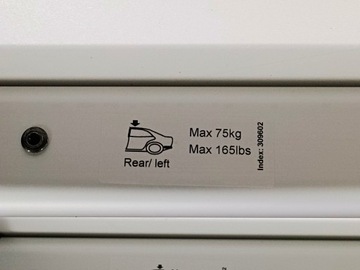 Max 75kg
Max 165lbs
Rear/ left
Index: 309602